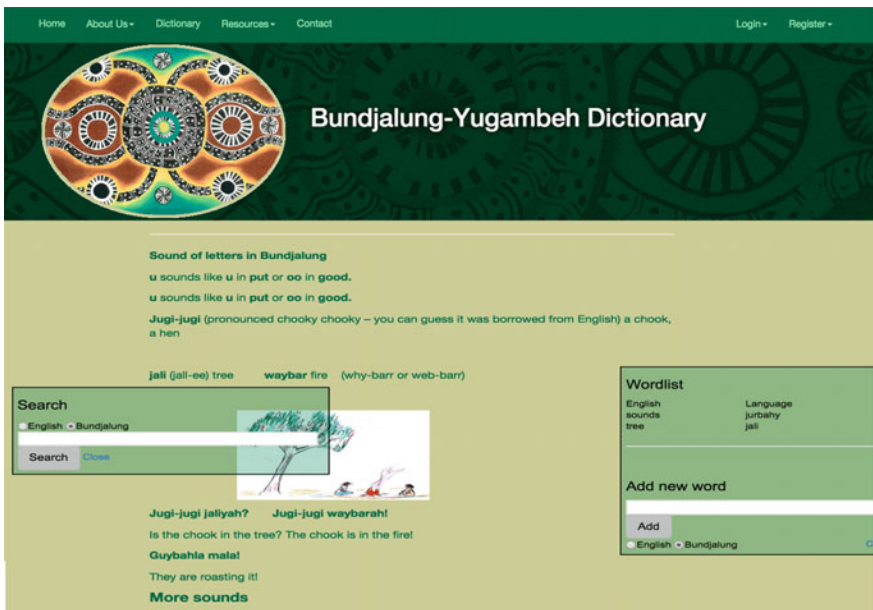 Home About Us Dictionary Resources Contact Login Register
Bundjalung-Yugambeh Dictionary
Sound of letters in Bundjalung
u sounds like u in put or oo in good.
u sounds like u in put or oo in good.
Jugi-jugi (pronounced chooky chooky – you can guess it was borrowed from English) a chook,
a hen
jali (jall-ee) tree waybar fire (why-barr or web-barr)
Search
English Bundjalung
Search Close
Wordlist
English Language
sounds jurbahy
tree jali
Add new word
Add
English Bundjalung
Jugi-jugi jaliyah? Jugi-jugi waybarah!
Is the chook in the tree? The chook is in the fire!
Guybahla mala!
They are roasting it!
More sounds